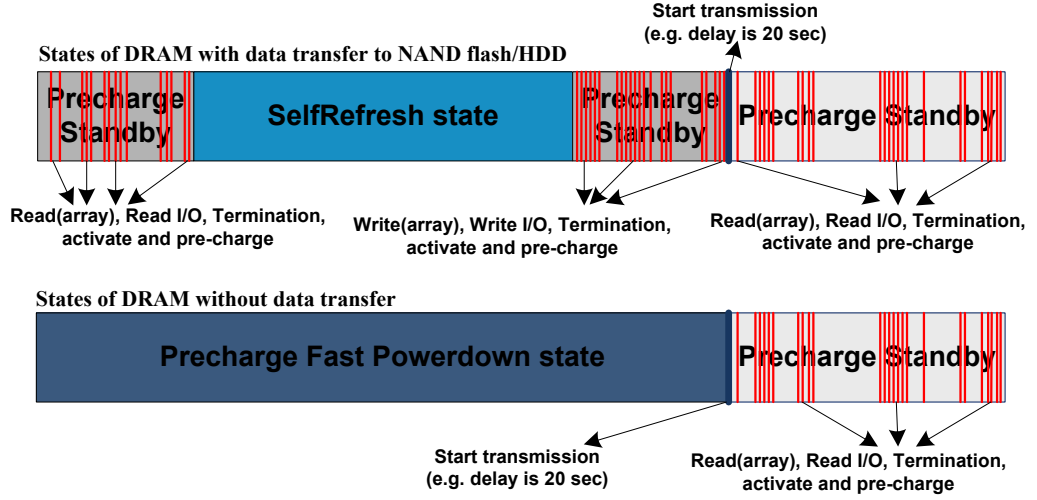 Start transmission
(e.g. delay is 20 sec)
States of DRAM with data transfer to NAND flash/HDD
Precharge
Standby
SelfRefresh state
Precharge
Standby
Precharge Standby
Read(array), Read I/O, Termination,
activate and pre-charge
Write(array), Write I/O, Termination,
activate and pre-charge
Read(array), Read I/O, Termination,
activate and pre-charge
States of DRAM without data transfer
Precharge Fast Powerdown state
Precharge Standby
Start transmission
(e.g. delay is 20 sec)
Read(array), Read I/O, Termination,
activate and pre-charge